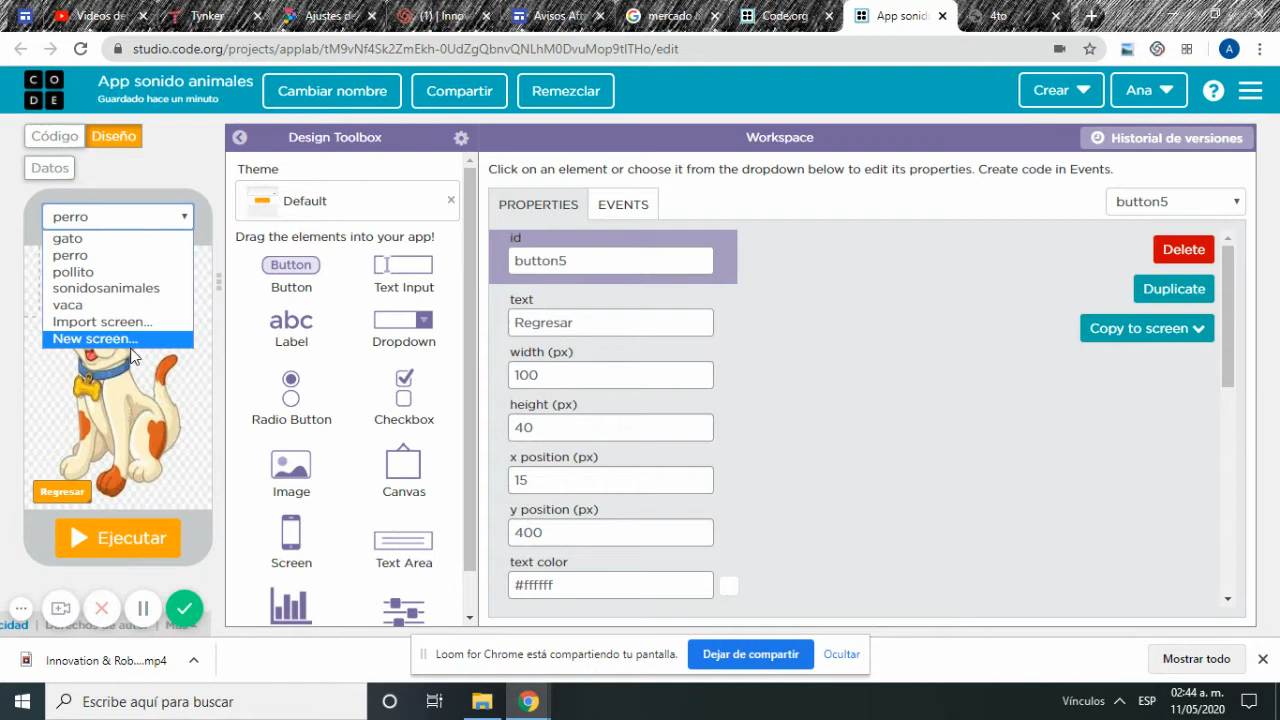 Videos de
Tynker
Ajustes de
(1) | Inno
Avisos Aft
mercado l
Code.org
App sonid
4to
studio.code.org/projects/applab/tM9vNf4Sk2ZmEkh-0UdZgQbnvQNLhM0DvuMop9tITHo/edit
A
C O D E
App sonido animales
Guardado hace un minuto
Cambiar nombre
Compartir
Remezclar
Crear
Ana
?
Código
Diseño
Datos
Design Toolbox
Workspace
Historial de versiones
Theme
Default
Click on an element or choose it from the dropdown below to edit its properties. Create code in Events.
PROPERTIES
EVENTS
button5
perro
gato
perro
pollito
sonidosanimales
vaca
Import screen...
New screen...
Regresar
Ejecutar
Drag the elements into your app!
Button
Button
Text Input
abc
Label
Dropdown
Radio Button
Checkbox
Image
Canvas
Screen
Text Area
id
button5
text
Regresar
width (px)
100
height (px)
40
x position (px)
15
y position (px)
400
text color
#ffffff
Delete
Duplicate
Copy to screen
cidad
Derechos de autor
Más
Loom for Chrome está compartiendo tu pantalla.
Dejar de compartir
Ocultar
Innovation & Rob....mp4
Mostrar todo
Escribe aquí para buscar
Vínculos
ESP
02:44 a. m.
11/05/2020